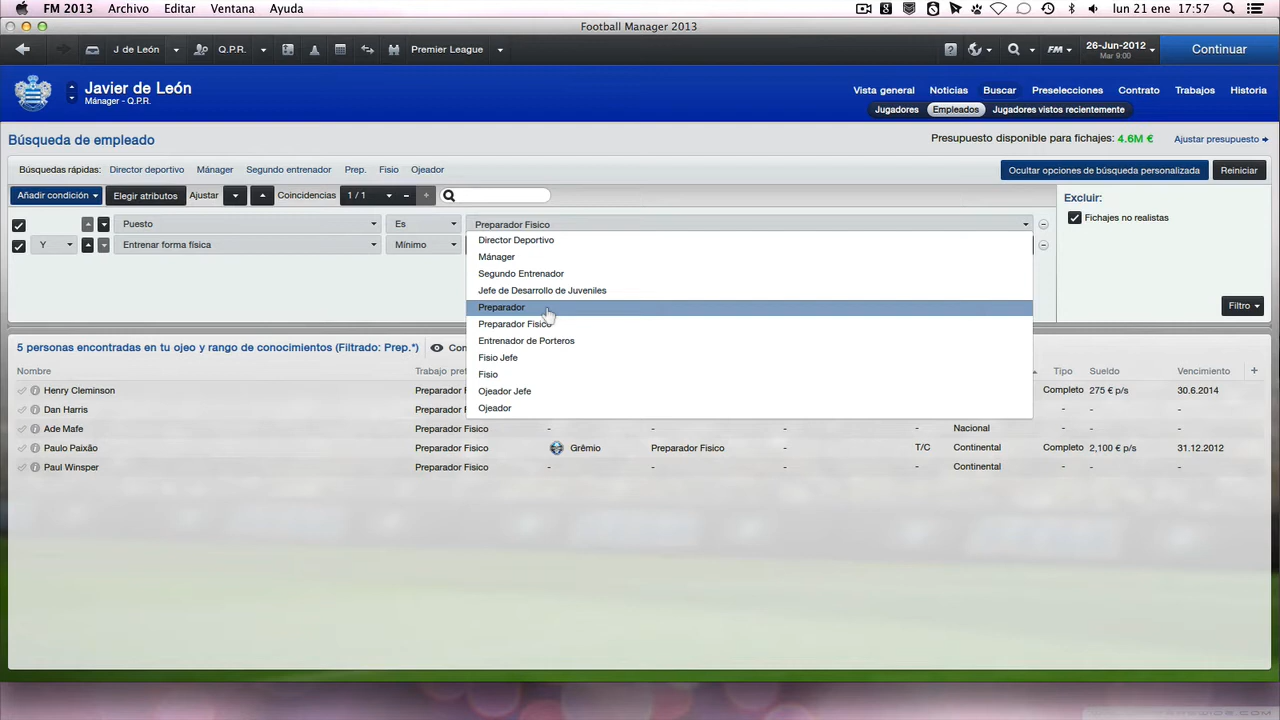 FM 2013 Archivo Editar Ventana Ayuda lun 21 ene 17:57
Football Manager 2013
J de León Q.P.R. Premier League FM 26-Jun-2012 Mar 9:00 Continuar
Javier de León
Mánager - Q.P.R.
Vista general Noticias Buscar Preselecciones Contrato Trabajos Historia
Jugadores Empleados Jugadores vistos recientemente
Búsqueda de empleado
Presupuesto disponible para fichajes: 4.6M € Ajustar presupuesto
Búsquedas rápidas: Director deportivo Mánager Segundo entrenador Prep. Fisio Ojeador
Ocultar opciones de búsqueda personalizada Reiniciar
Añadir condición Elegir atributos Ajustar Coincidencias 1 / 1
Excluir:
Fichajes no realistas
Puesto Es Preparador Fisico
Y Entrenar forma física Mínimo
Director Deportivo
Mánager
Segundo Entrenador
Jefe de Desarrollo de Juveniles
Preparador
Preparador Fisico
Entrenador de Porteros
Fisio Jefe
Fisio
Ojeador Jefe
Ojeador
Filtro
5 personas encontradas en tu ojeo y rango de conocimientos (Filtrado: Prep.*)
Nombre Tipo Sueldo Vencimiento
Henry Cleminson Completo 275 € p/s 30.6.2014
Dan Harris - - -
Ade Mafe Preparador Fisico - - - - Nacional - - -
Paulo Paixão Preparador Fisico Grêmio Preparador Fisico - T/C Continental Completo 2,100 € p/s 31.12.2012
Paul Winsper Preparador Fisico - - - - Continental - - -